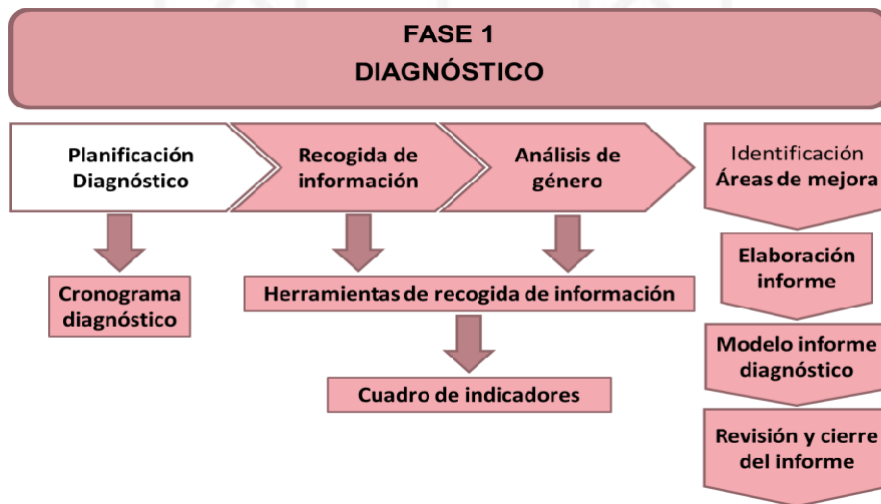 FASE 1
DIAGNÓSTICO
Planificación
Diagnóstico
Recogida de
información
Análisis de
género
Identificación
Áreas de mejora
Cronograma
diagnóstico
Herramientas de recogida de información
Cuadro de indicadores
Elaboración
informe
Modelo informe
diagnóstico
Revisión y cierre
del informe